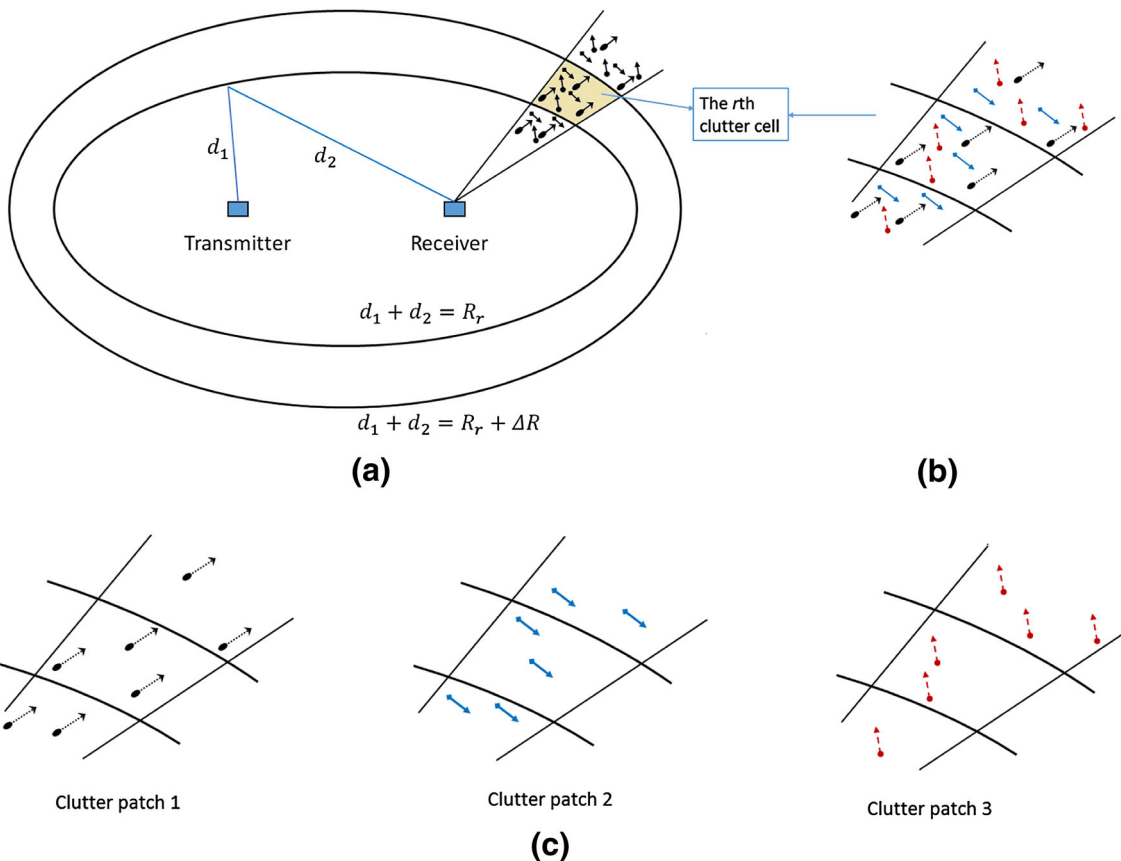 d₁
d₂
The rth
clutter cell
Transmitter
Receiver
d₁ + d₂ = Rᵣ
d₁ + d₂ = Rᵣ + ΔR
(a)
(b)
Clutter patch 1
Clutter patch 2
Clutter patch 3
(c)